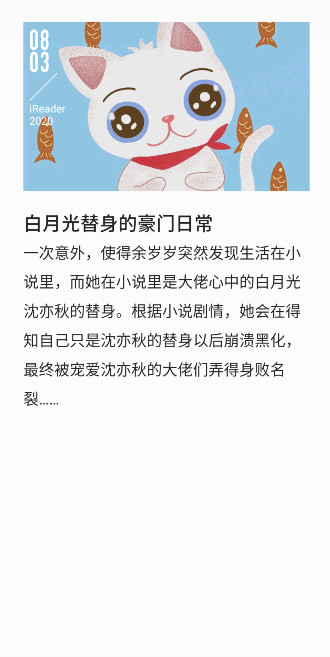 08
03
iReader
2020
白月光替身的豪门日常
一次意外，使得余岁岁突然发现生活在小
说里，而她在小说里是大佬心中的白月光
沈亦秋的替身。根据小说剧情，她会在得
知自己只是沈亦秋的替身以后崩溃黑化，
最终被宠爱沈亦秋的大佬们弄得身败名
裂……